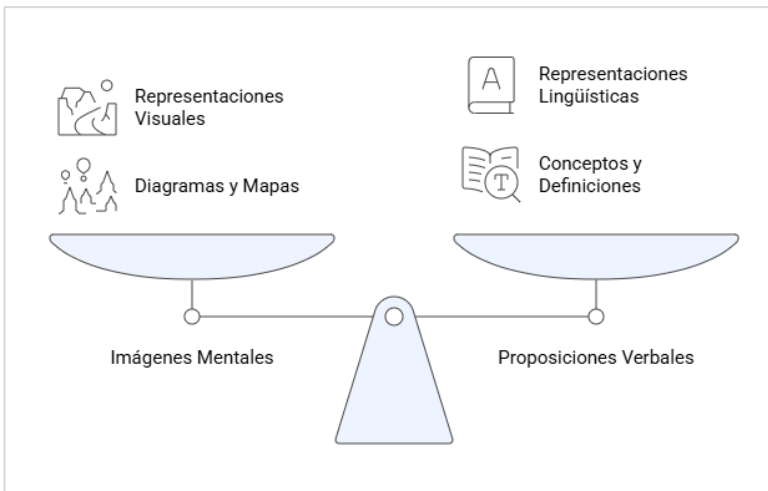 Representaciones
Visuales
Diagramas y Mapas
Representaciones
Lingüísticas
Conceptos y
Definiciones
Imágenes Mentales
Proposiciones Verbales
A
T